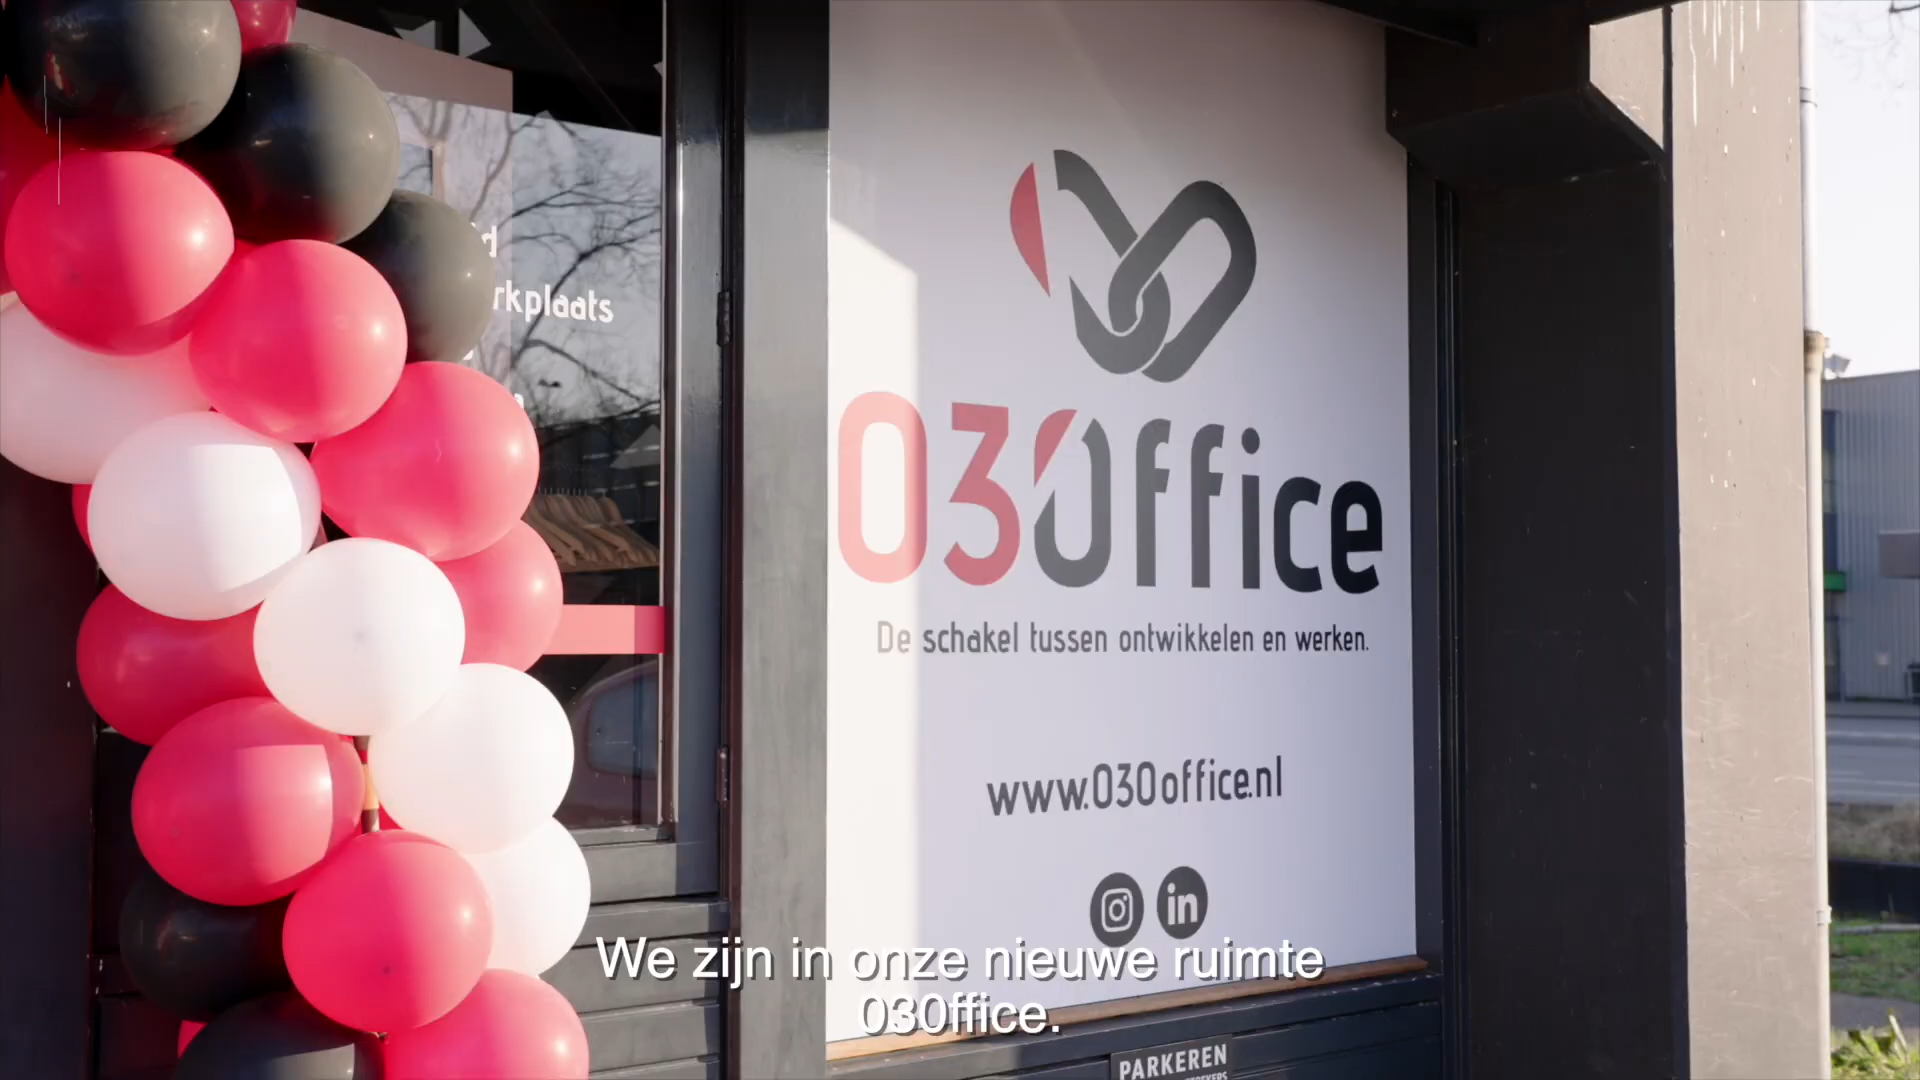 rkplaats
030ffice
De schakel tussen ontwikkelen en werken.
www.030office.nl
in
We zijn in onze nieuwe ruimte
030ffice.
PARKEREN